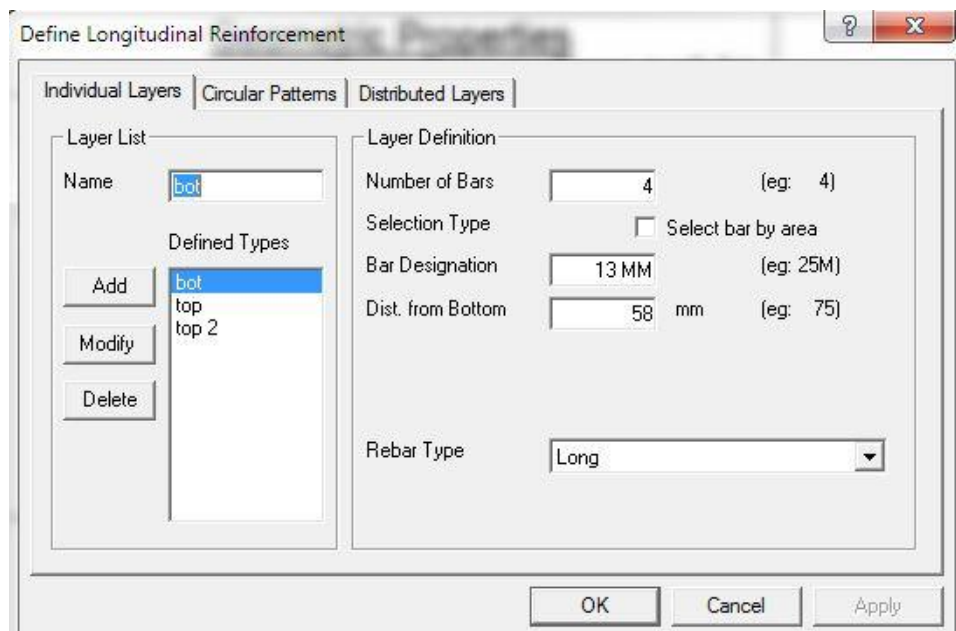 Define Longitudinal Reinforcement
Individual Layers Circular Patterns Distributed Layers
Layer List
Name bot
Defined Types
bot
top
top 2
Add
Modify
Delete
Layer Definition
Number of Bars 4 (eg: 4)
Selection Type Select bar by area
Bar Designation 13 MM (eg: 25M)
Dist. from Bottom 58 mm (eg: 75)
Rebar Type Long
OK Cancel Apply